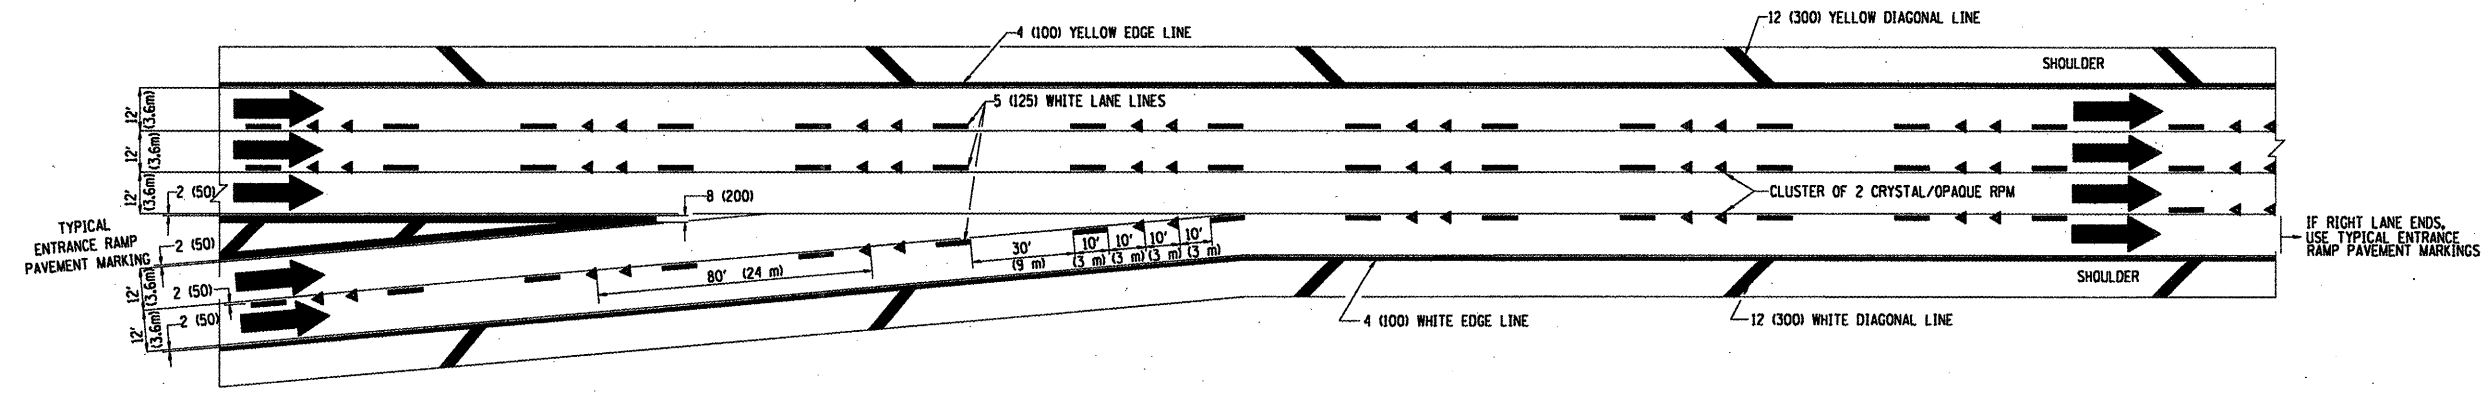 4 (100) YELLOW EDGE LINE
12 (300) YELLOW DIAGONAL LINE
SHOULDER
5 (125) WHITE LANE LINES
12'
(3.6m)
12'
(3.6m)
12'
(3.6m)
2 (50)
8 (200)
CLUSTER OF 2 CRYSTAL/OPAQUE RPM
TYPICAL
ENTRANCE RAMP
PAVEMENT MARKING
2 (50)
IF RIGHT LANE ENDS,
USE TYPICAL ENTRANCE
RAMP PAVEMENT MARKINGS
30'
(9 m)
10'
(3 m)
10'
(3 m)
10'
(3 m)
10'
(3 m)
80' (24 m)
SHOULDER
12'
(3.6m)
2 (50)
12'
(3.6m)
2 (50)
4 (100) WHITE EDGE LINE
12 (300) WHITE DIAGONAL LINE